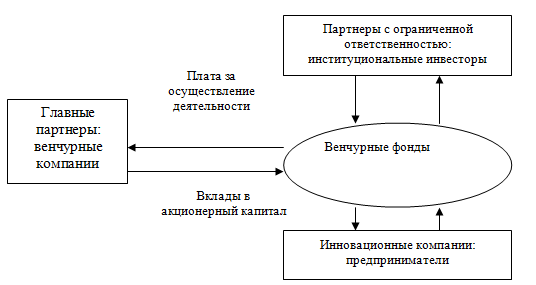 Партнеры с ограниченной
ответственностью:
институциональные инвесторы
Плата за
осуществление
деятельности
Главные
партнеры:
венчурные
компании
Венчурные фонды
Вклады в
акционерный капитал
Инновационные компании:
предприниматели